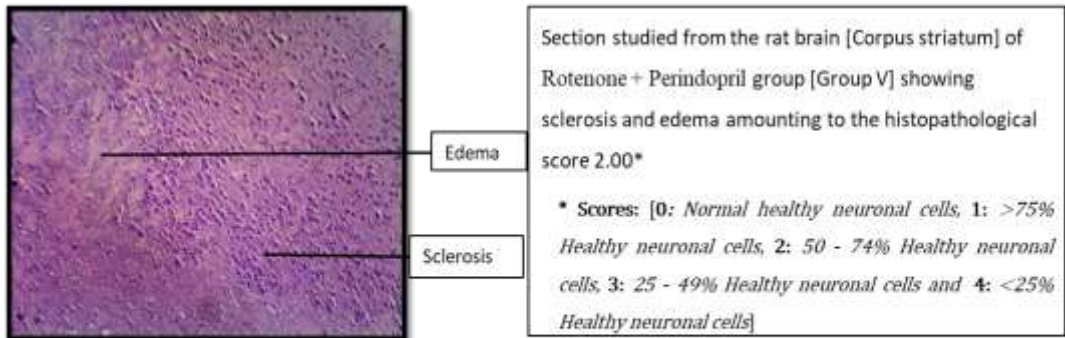 Edema
Sclerosis
Section studied from the rat brain [Corpus striatum] of
Rotenone + Perindopril group [Group V] showing
sclerosis and edema amounting to the histopathological
score 2.00*
* Scores: [0: Normal healthy neuronal cells, 1: >75%
Healthy neuronal cells, 2: 50 - 74% Healthy neuronal
cells, 3: 25 - 49% Healthy neuronal cells and 4: <25%
Healthy neuronal cells]